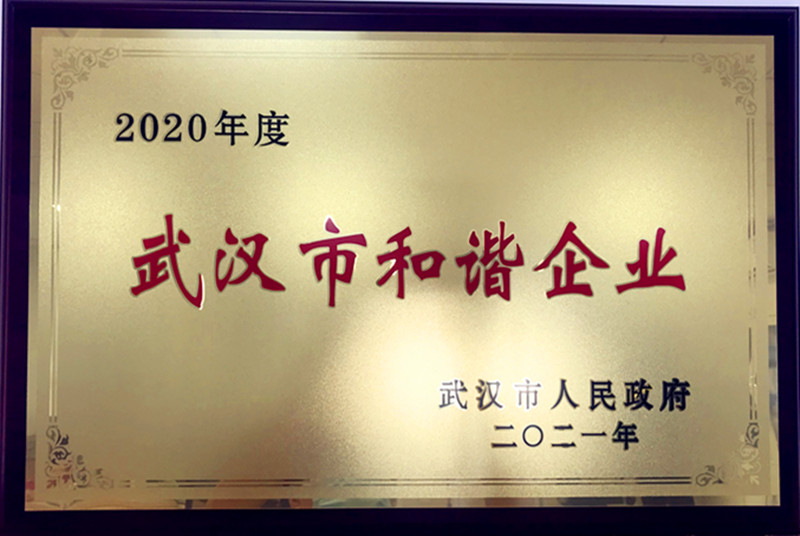 2020年度
武汉市和谐企业
武汉市人民政府
二〇二一年